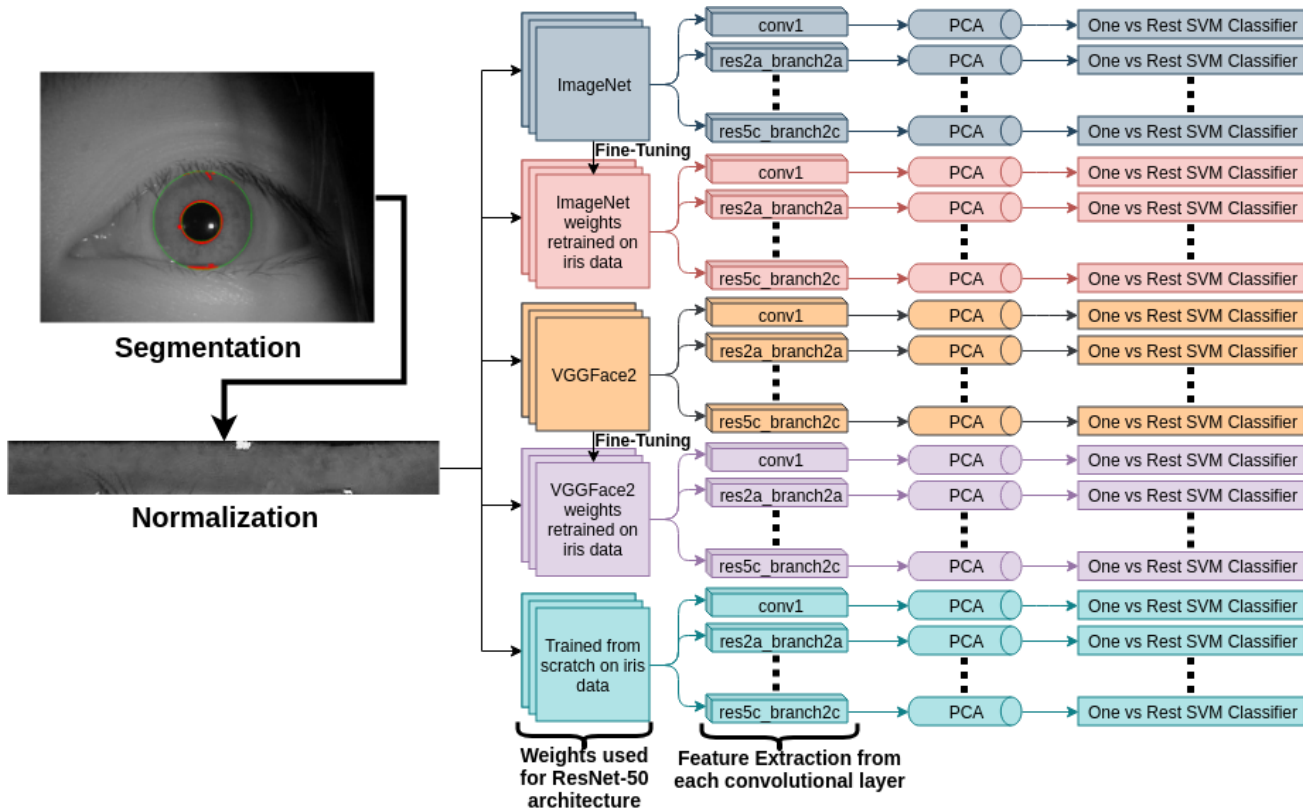 Segmentation
Normalization
ImageNet
conv1
PCA
One vs Rest SVM Classifier
res2a_branch2a
PCA
One vs Rest SVM Classifier
res5c_branch2c
PCA
One vs Rest SVM Classifier
Fine-Tuning
ImageNet
weights
retrained on
iris data
conv1
PCA
One vs Rest SVM Classifier
res2a_branch2a
PCA
One vs Rest SVM Classifier
res5c_branch2c
PCA
One vs Rest SVM Classifier
VGGFace2
conv1
PCA
One vs Rest SVM Classifier
res2a_branch2a
PCA
One vs Rest SVM Classifier
res5c_branch2c
PCA
One vs Rest SVM Classifier
Fine-Tuning
VGGFace2
weights
retrained on
iris data
conv1
PCA
One vs Rest SVM Classifier
res2a_branch2a
PCA
One vs Rest SVM Classifier
res5c_branch2c
PCA
One vs Rest SVM Classifier
Trained from
scratch on iris
data
conv1
PCA
One vs Rest SVM Classifier
res2a_branch2a
PCA
One vs Rest SVM Classifier
res5c_branch2c
PCA
One vs Rest SVM Classifier
Weights used
for ResNet-50
architecture
Feature Extraction from
each convolutional layer